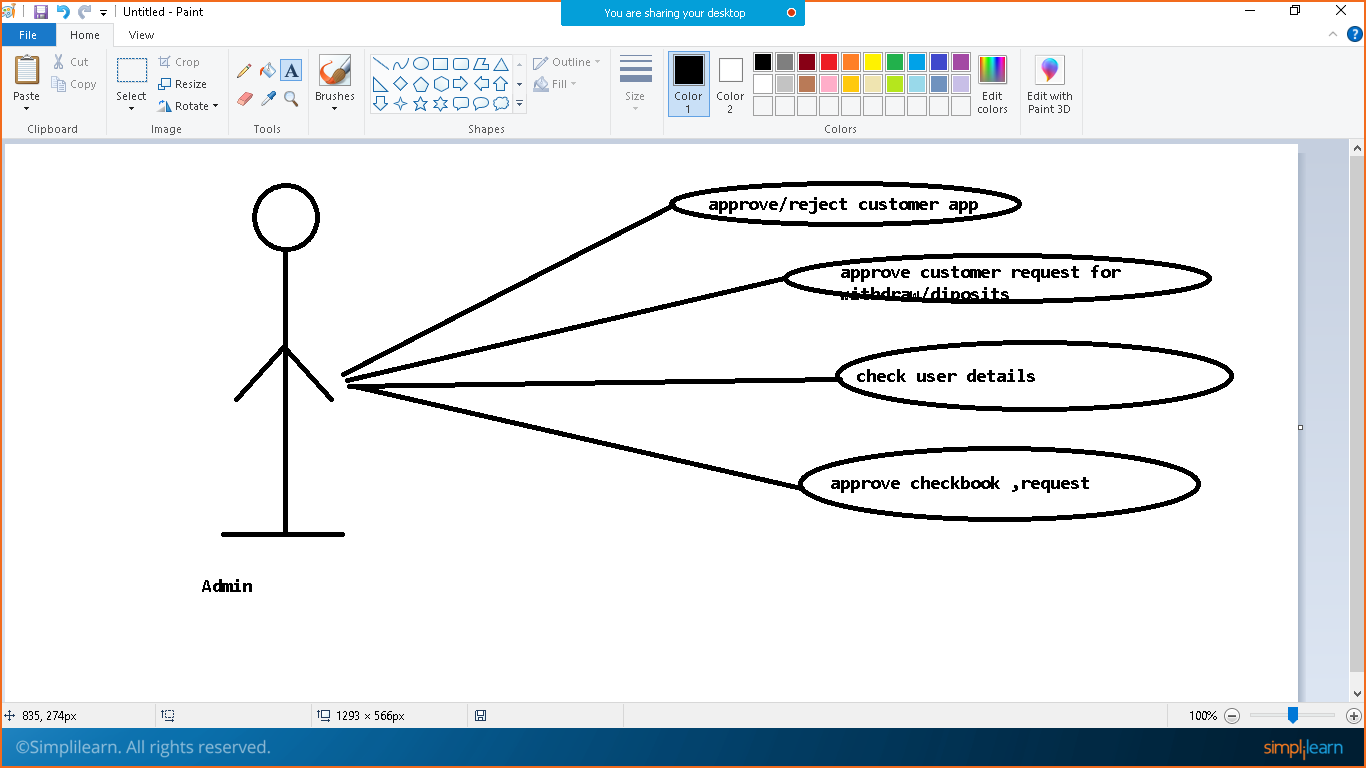 Untitled - Paint
You are sharing your desktop
File
Home
View
Paste
Cut
Copy
Clipboard
Select
Crop
Resize
Rotate
Image
A
Tools
Brushes
Outline
Fill
Shapes
Size
Color
1
Color
2
Edit
colors
Colors
Edit with
Paint 3D
approve/reject customer app
approve customer request for
withdraw/diposits
check user details
approve checkbook ,request
Admin
835, 274px
1293 × 566px
100%
©Simplilearn. All rights reserved.
simplilearn